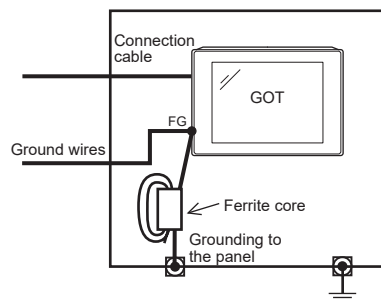 Connection
cable
GOT
FG
Ground wires
Ferrite core
Grounding to
the panel